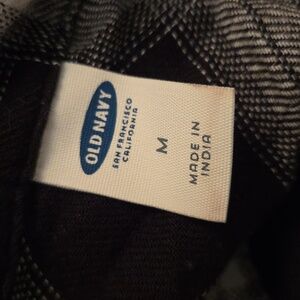 OLD NAVY
SAN FRANCISCO
CALIFORNIA
M
MADE IN
INDIA